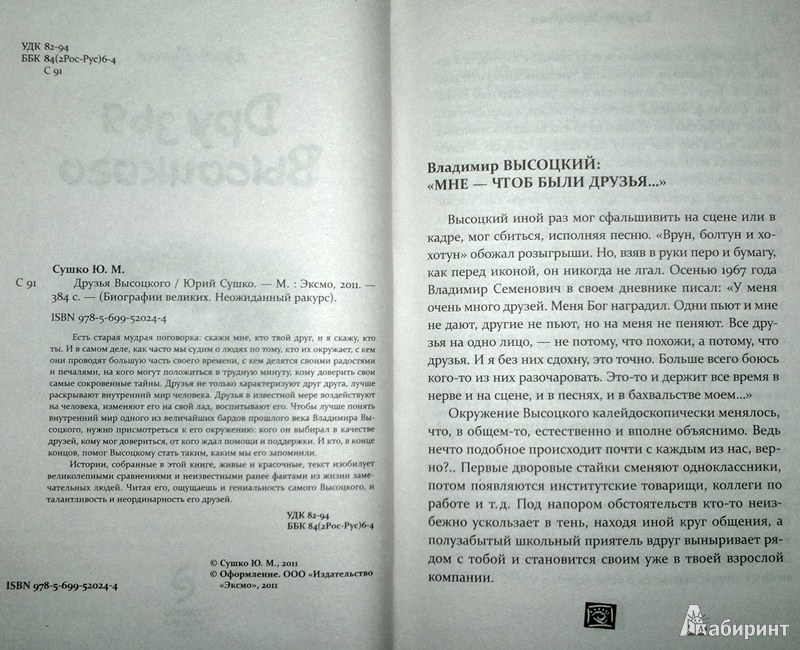 УДК 82-94
ББК 84(2Рос-Рус)6-4
С 91
Друзья
Высоцкого
Сушко Ю. М.
С 91 Друзья Высоцкого / Юрий Сушко. — М. : Эксмо, 2011. —
384 с. — (Биографии великих. Неожиданный ракурс).
ISBN 978-5-699-52024-4
Есть старая мудрая поговорка: скажи мне, кто твой друг, и я скажу, кто
ты. И в самом деле, как часто мы судим о людях по тому, кто их окружает, с кем
они проводят большую часть своего времени, с кем делятся своими радостями
и печалями, на кого могут положиться в трудную минуту, кому доверить свои
самые сокровенные тайны. Друзья не только характеризуют друг друга, лучше
раскрывают внутренний мир человека. Друзья в известной мере воздействуют
на человека, изменяют его на свой лад, воспитывают его. Чтобы лучше понять
внутренний мир одного из величайших бардов прошлого века Владимира Вы-
соцкого, нужно присмотреться к его окружению: кого он выбирал в качестве
друзей, кому мог довериться, от кого ждал помощи и поддержки. И кто, в конце
концов, помог Высоцкому стать таким, каким мы его запомнили.
Истории, собранные в этой книге, живые и красочные, текст изобилует
великолепными сравнениями и неизвестными ранее фактами из жизни заме-
чательных людей. Читая его, ощущаешь и гениальность самого Высоцкого, и
талантливость и неординарность его друзей.
УДК 82-94
ББК 84(2Рос-Рус)6-4
© Сушко Ю. М., 2011
© Оформление. ООО «Издательство
«Эксмо», 2011
ISBN 978-5-699-52024-4
Владимир ВЫСОЦКИЙ:
«МНЕ — ЧТОБ БЫЛИ ДРУЗЬЯ...»
Высоцкий иной раз мог сфальшивить на сцене или в
кадре, мог сбиться, исполняя песню. «Врун, болтун и хо-
хотун» обожал розыгрыши. Но, взяв в руки перо и бумагу,
как перед иконой, он никогда не лгал. Осенью 1967 года
Владимир Семенович в своем дневнике писал: «У меня
очень много друзей. Меня Бог наградил. Одни пьют и мне
не дают, другие не пьют, но на меня не пеняют. Все дру-
зья на одно лицо, — не потому, что похожи, а потому, что
друзья. И я без них сдохну, это точно. Больше всего боюсь
кого-то из них разочаровать. Это-то и держит все время в
нерве и на сцене, и в песнях, и в бахвальстве моем...»
Окружение Высоцкого калейдоскопически менялось,
что, в общем-то, естественно и вполне объяснимо. Ведь
нечто подобное происходит почти с каждым из нас, вер-
но?.. Первые дворовые стайки сменяют одноклассники,
потом появляются институтские товарищи, коллеги по
работе и т.д. Под напором обстоятельств кто-то неиз-
бежно ускользает в тень, находя иной круг общения, а
полузабытый школьный приятель вдруг выныривает ря-
дом с тобой и становится своим уже в твоей взрослой
компании.
Лабиринт